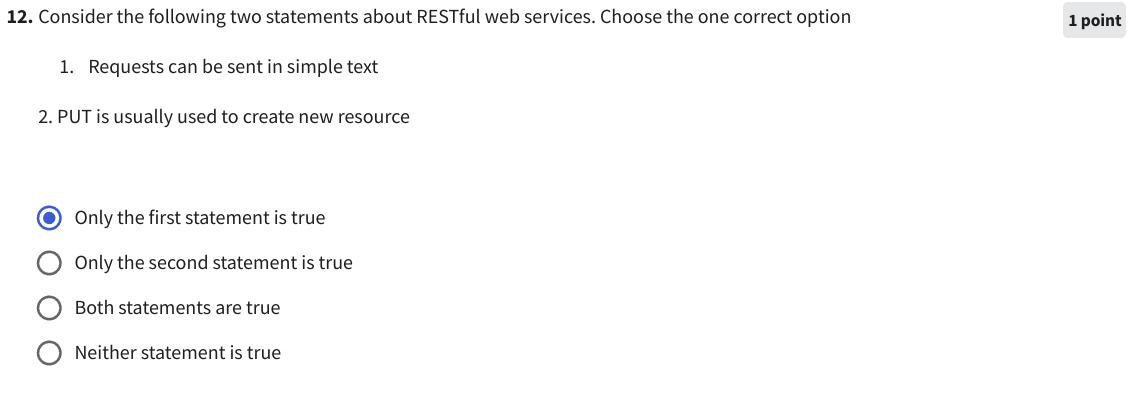 12. Consider the following two statements about RESTful web services. Choose the one correct option
1 point
1. Requests can be sent in simple text
2. PUT is usually used to create new resource
Only the first statement is true
Only the second statement is true
Both statements are true
Neither statement is true